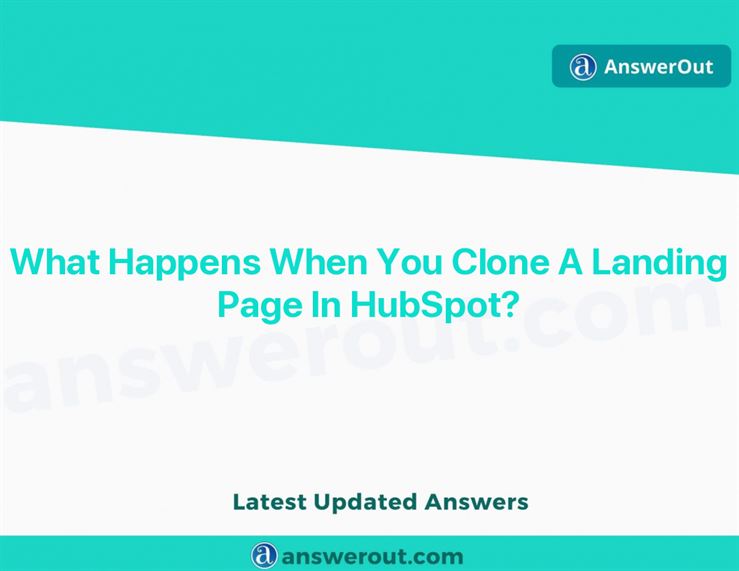 AnswerOut
What Happens When You Clone A Landing
Page In HubSpot?
answerout.com
Latest Updated Answers
answerout.com